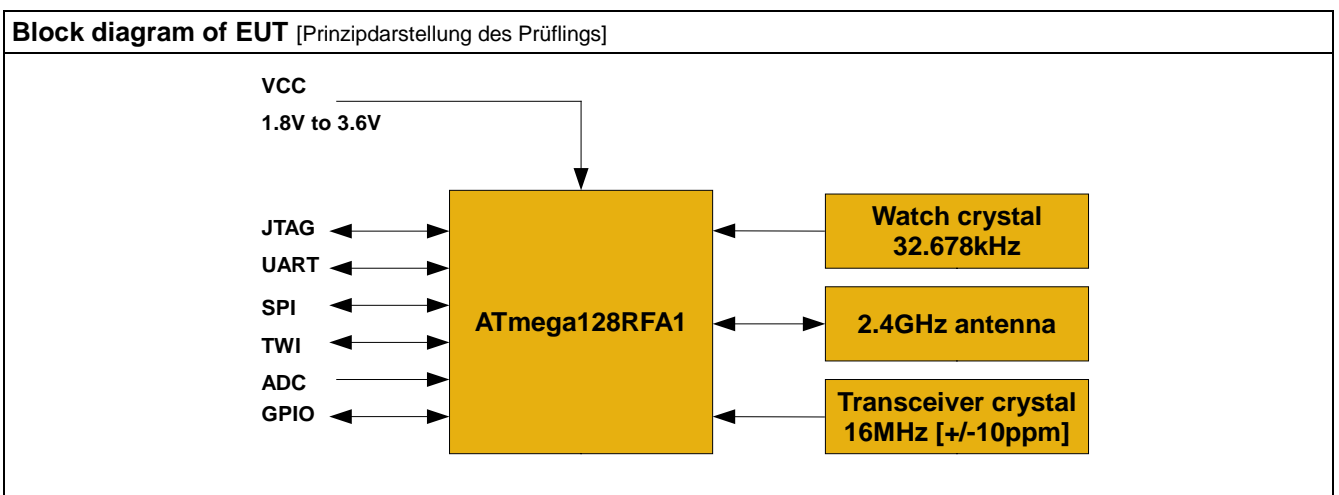 Block diagram of EUT [Prinzipdarstellung des Prüflings]
VCC
1.8V to 3.6V
JTAG
UART
SPI
TWI
ADC
GPIO
ATmega128RFA1
Watch crystal
32.678kHz
2.4GHz antenna
Transceiver crystal
16MHz [+/-10ppm]